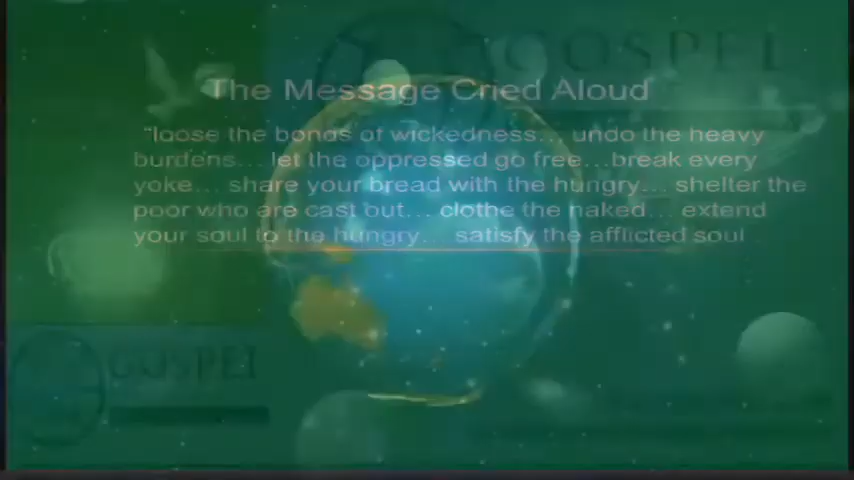 GOSPEL
The Message Cried Aloud
"loose the bonds of wickedness... undo the heavy
burdens... let the oppressed go free...break every
yoke... share your bread with the hungry... shelter the
poor who are cast out... clothe the naked... extend
your soul to the hungry... satisfy the afflicted soul
GOSPEL